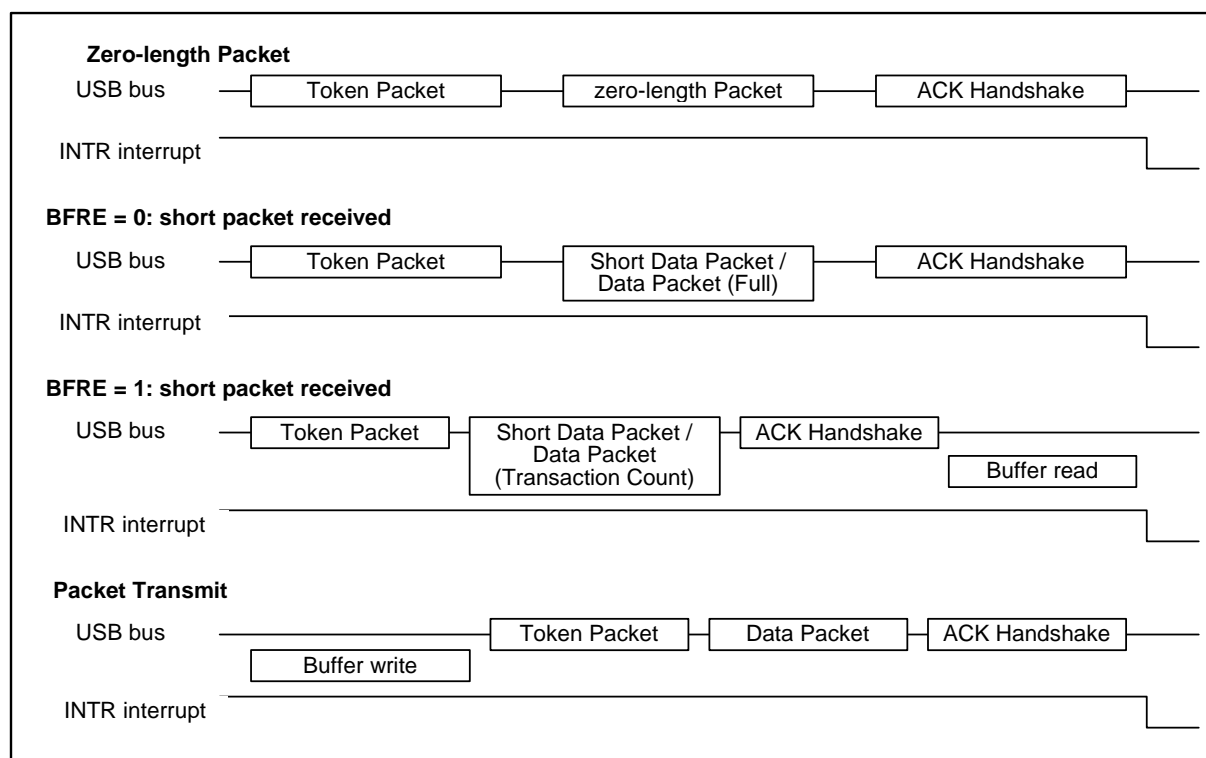 Zero-length Packet
USB bus
Token Packet
zero-length Packet
ACK Handshake
INTR interrupt
BFRE = 0: short packet received
USB bus
Token Packet
Short Data Packet /
Data Packet (Full)
ACK Handshake
INTR interrupt
BFRE = 1: short packet received
USB bus
Token Packet
Short Data Packet /
Data Packet
(Transaction Count)
ACK Handshake
Buffer read
INTR interrupt
Packet Transmit
USB bus
Token Packet
Data Packet
ACK Handshake
Buffer write
INTR interrupt